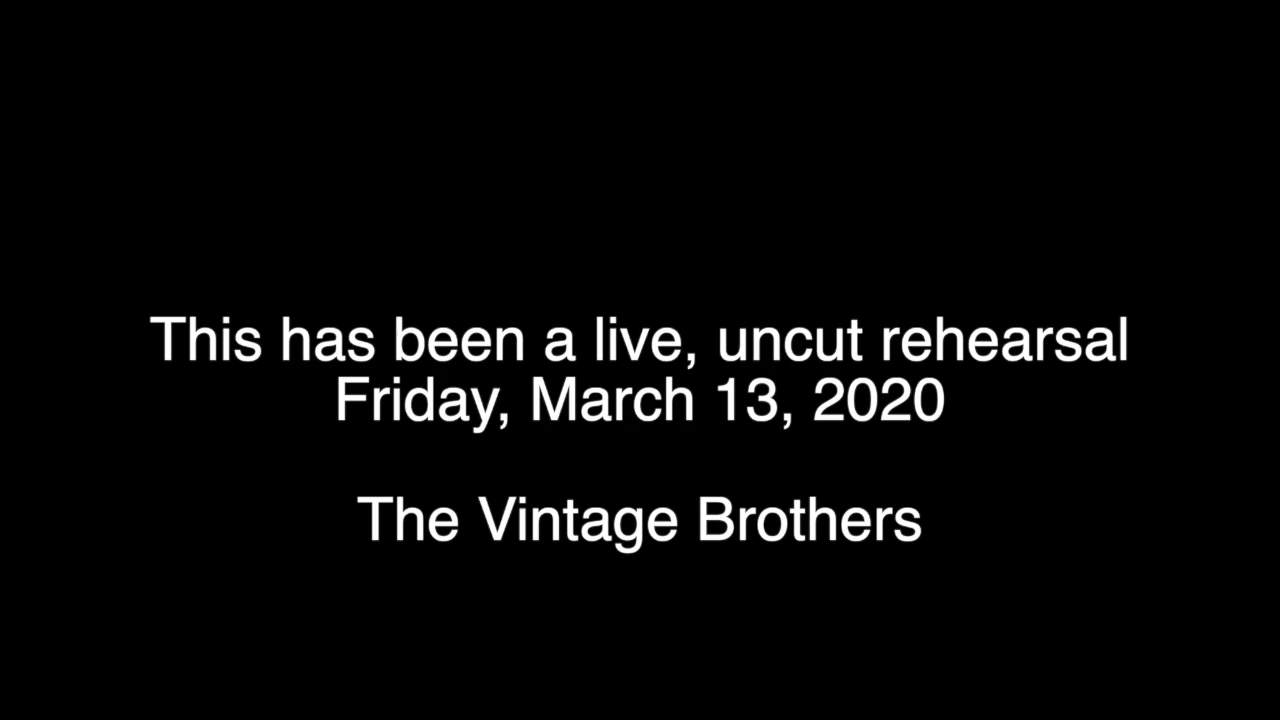 This has been a live, uncut rehearsal
Friday, March 13, 2020
The Vintage Brothers